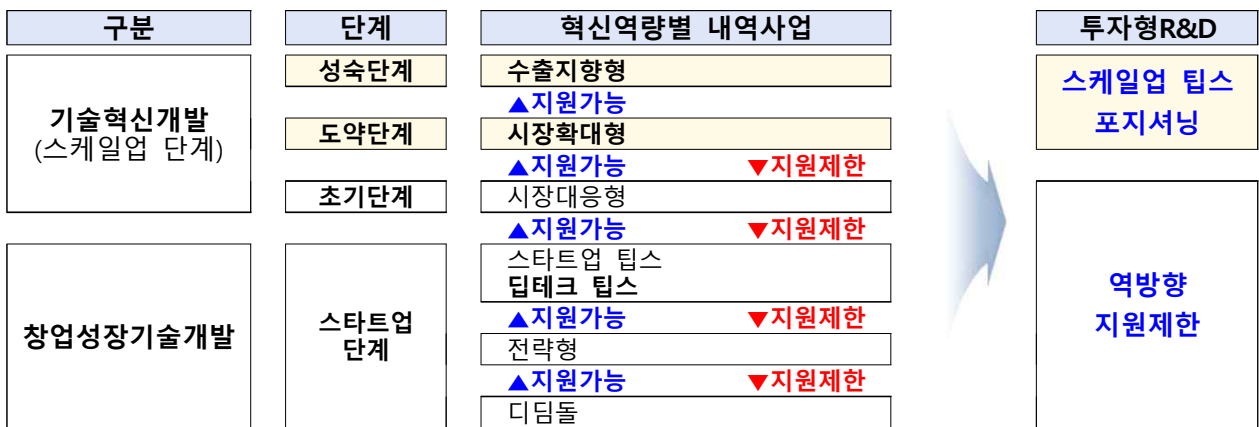 구분 단계 혁신역량별 내역사업 투자형R&D
성숙단계 수출지향형
▲지원가능
도약단계 시장확대형
▲지원가능 ▼지원제한
초기단계 시장대응형
기술혁신개발
(스케일업 단계)
스케일업 팁스
포지셔닝
▲지원가능 ▼지원제한
스타트업 팁스
딥테크 팁스
▲지원가능 ▼지원제한
전략형
▲지원가능 ▼지원제한
디딤돌
창업성장기술개발
스타트업
단계
역방향
지원제한